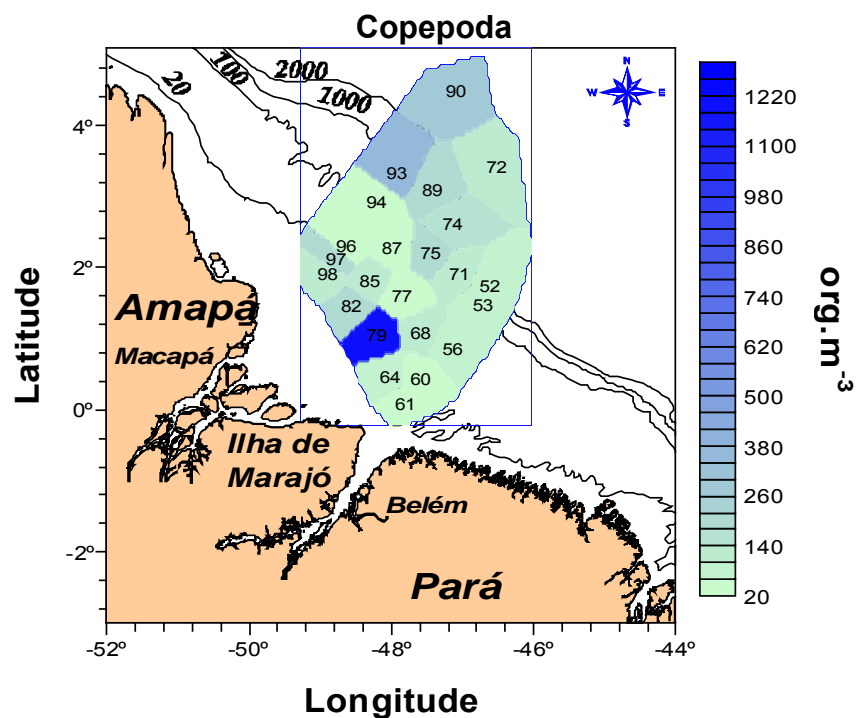 Copepoda
N
W E
S
20
100
2000
1000
90
93
72
89
94
74
96
87
75
97
98
85
71
52
77
53
82
79
68
56
64
60
61
Amapá
Macapá
Ilha de
Marajó
Belém
Pará
4º
2º
0º
-2º
-52º
-50º
-48º
-46º
-44º
Latitude
Longitude
1220
1100
980
860
740
620
500
380
260
140
20
org.m-3